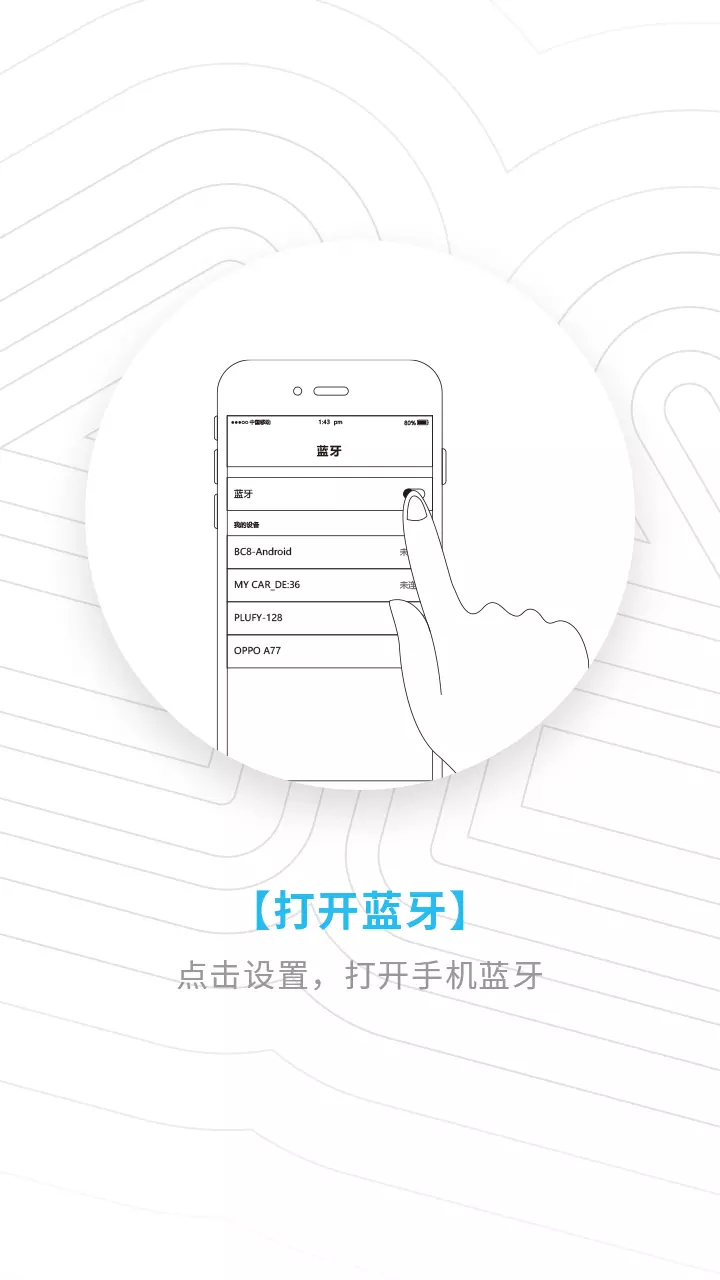 ●●●○○ 中国移动 1:43 pm 80%
蓝牙
蓝牙
我的设备
BC8-Android 未
MY CAR_DE:36 未连
PLUFY-128
OPPO A77
【打开蓝牙】
点击设置，打开手机蓝牙